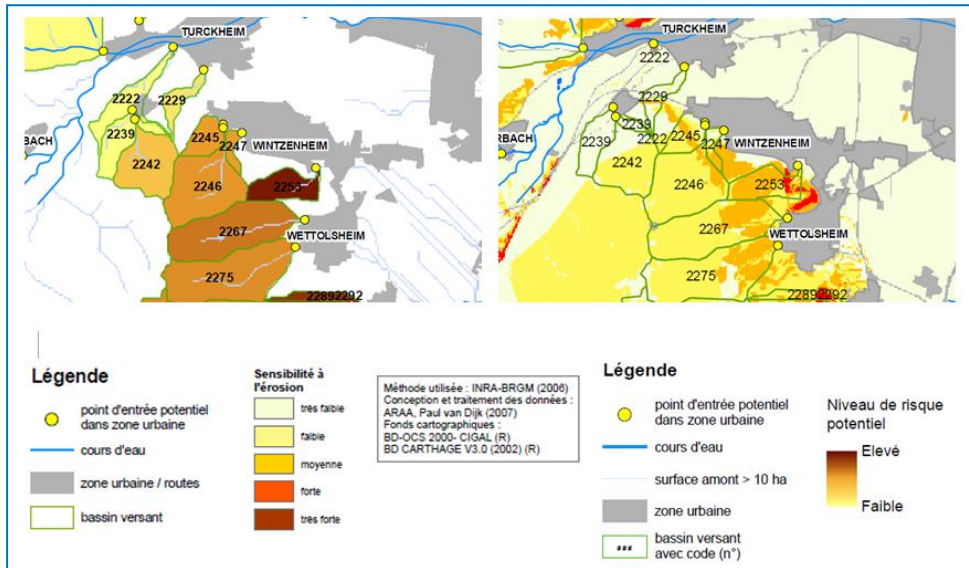 TURCKHEIM
2222
2229
2239
2245
2247
BACH
WINTZENHEIM
2242
2246
2253
2267
WETTOLSHEIM
2275
22892292
TURCKHEIM
2222
2229
2239
2239
2245
2222
2247
RBACH
WINTZENHEIM
2242
2246
2253
2267
WETTOLSHEIM
2275
22892292
Légende
point d'entrée potentiel
dans zone urbaine
cours d'eau
zone urbaine / routes
bassin versant
Sensibilité à
l'érosion
très faible
faible
moyenne
forte
très forte
Méthode utilisée : INRA-BRGM (2006)
Conception et traitement des données :
ARAA, Paul van Dijk (2007)
Fonds cartographiques :
BD-OCS 2000- CIGAL (R)
BD CARTHAGE V3.0 (2002) (R)
Légende
point d'entrée potentiel
dans zone urbaine
cours d'eau
surface amont > 10 ha
zone urbaine
###
bassin versant
avec code (n°)
Niveau de risque
potentiel
Elevé
Faible